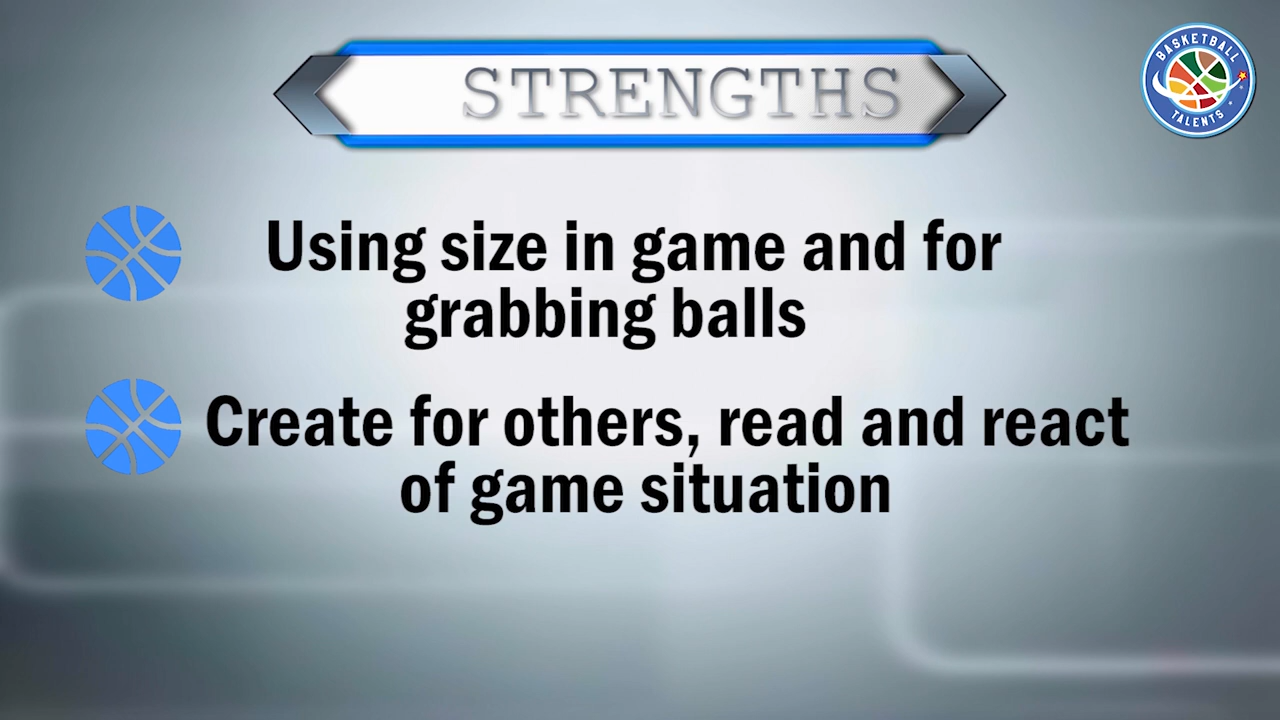 STRENGTHS
BASKETBALL
TALENTS
Using size in game and for
grabbing balls
Create for others, read and react
of game situation